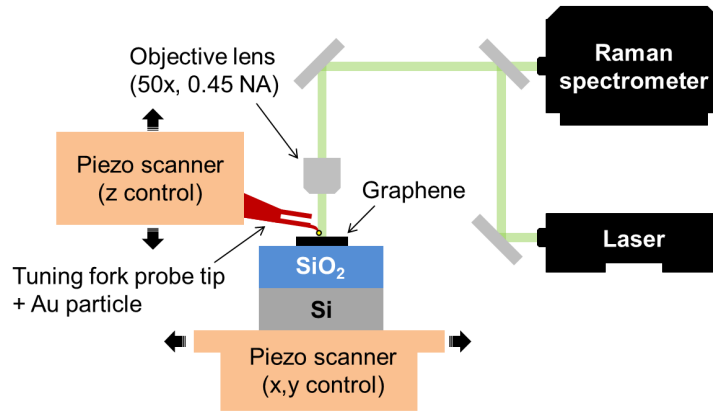 Objective lens
(50x, 0.45 NA)
Raman
spectrometer
Piezo scanner
(z control)
Graphene
Laser
Tuning fork probe tip
+ Au particle
SiO₂
Si
Piezo scanner
(x,y control)